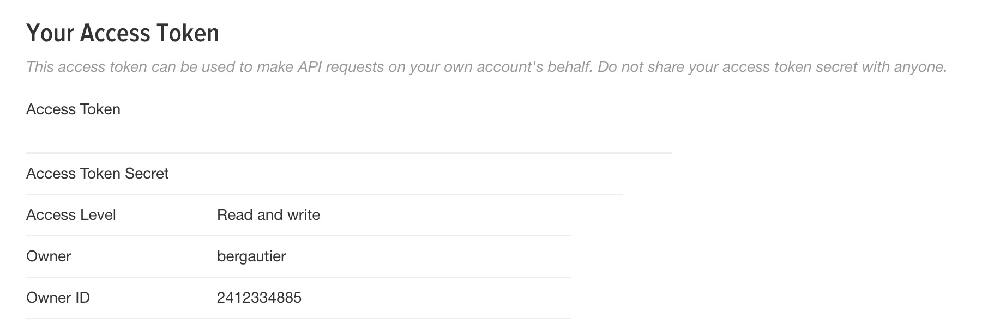 Your Access Token
This access token can be used to make API requests on your own account's behalf. Do not share your access token secret with anyone.
Access Token
Access Token Secret
Access Level Read and write
Owner bergautier
Owner ID 2412334885